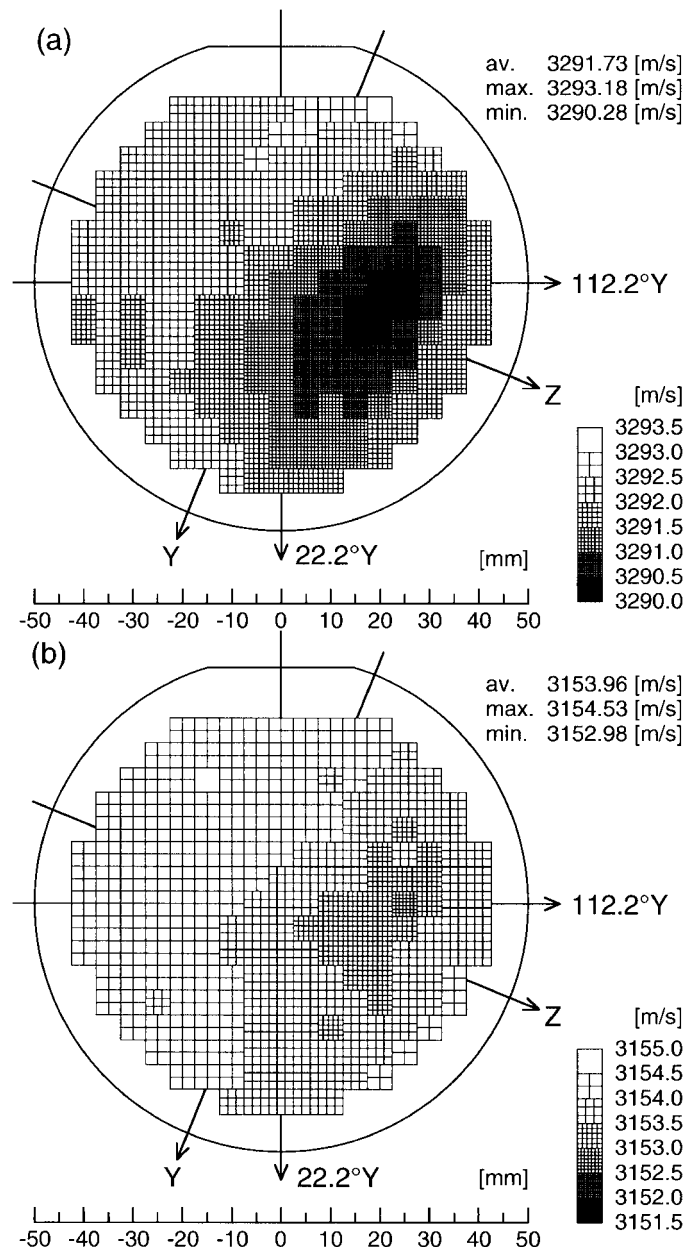 (a)
av. 3291.73 [m/s]
max. 3293.18 [m/s]
min. 3290.28 [m/s]
112.2°Y
Z
[m/s]
3293.5
3293.0
3292.5
3292.0
3291.5
3291.0
3290.5
3290.0
Y
22.2°Y
[mm]
-50 -40 -30 -20 -10 0 10 20 30 40 50
(b)
av. 3153.96 [m/s]
max. 3154.53 [m/s]
min. 3152.98 [m/s]
112.2°Y
Z
[m/s]
3155.0
3154.5
3154.0
3153.5
3153.0
3152.5
3152.0
3151.5
Y
22.2°Y
[mm]
-50 -40 -30 -20 -10 0 10 20 30 40 50